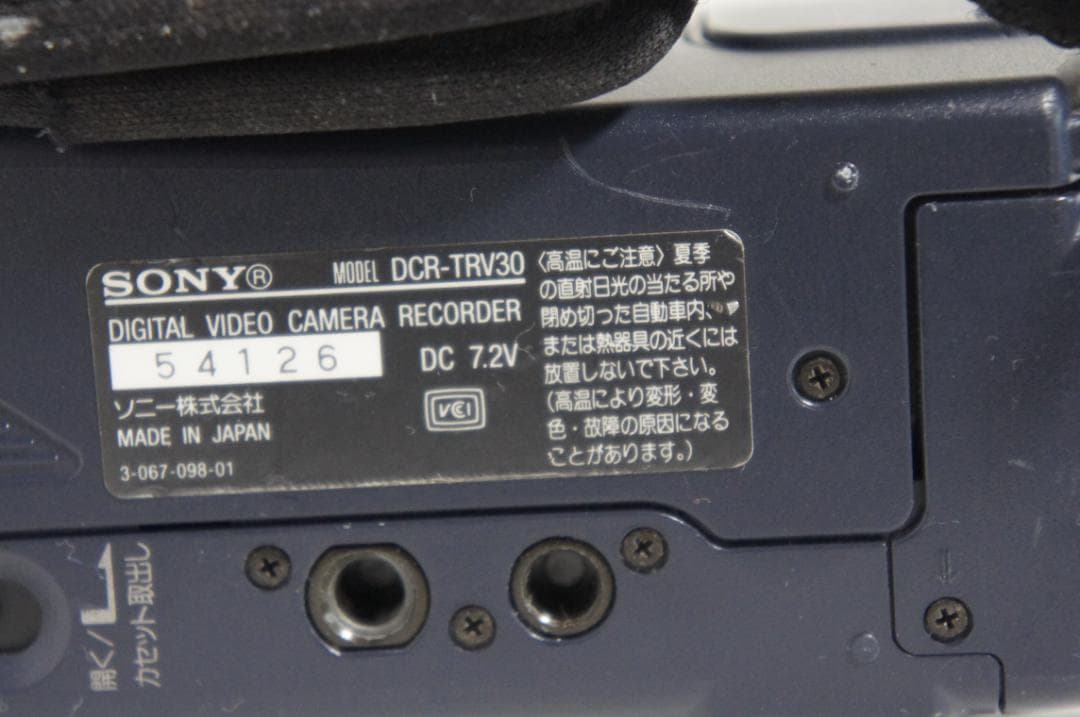 SONY® MODEL DCR-TRV30
DIGITAL VIDEO CAMERA RECORDER
54126 DC 7.2V
VCI
ソニー株式会社
MADE IN JAPAN
3-067-098-01
〈高温にご注意〉夏季
の直射日光の当たる所や
閉め切った自動車内、
または熱器具の近くには
放置しないで下さい。
(高温により変形・変
色・故障の原因になる
ことがあります。)
開く/
カセット取出し